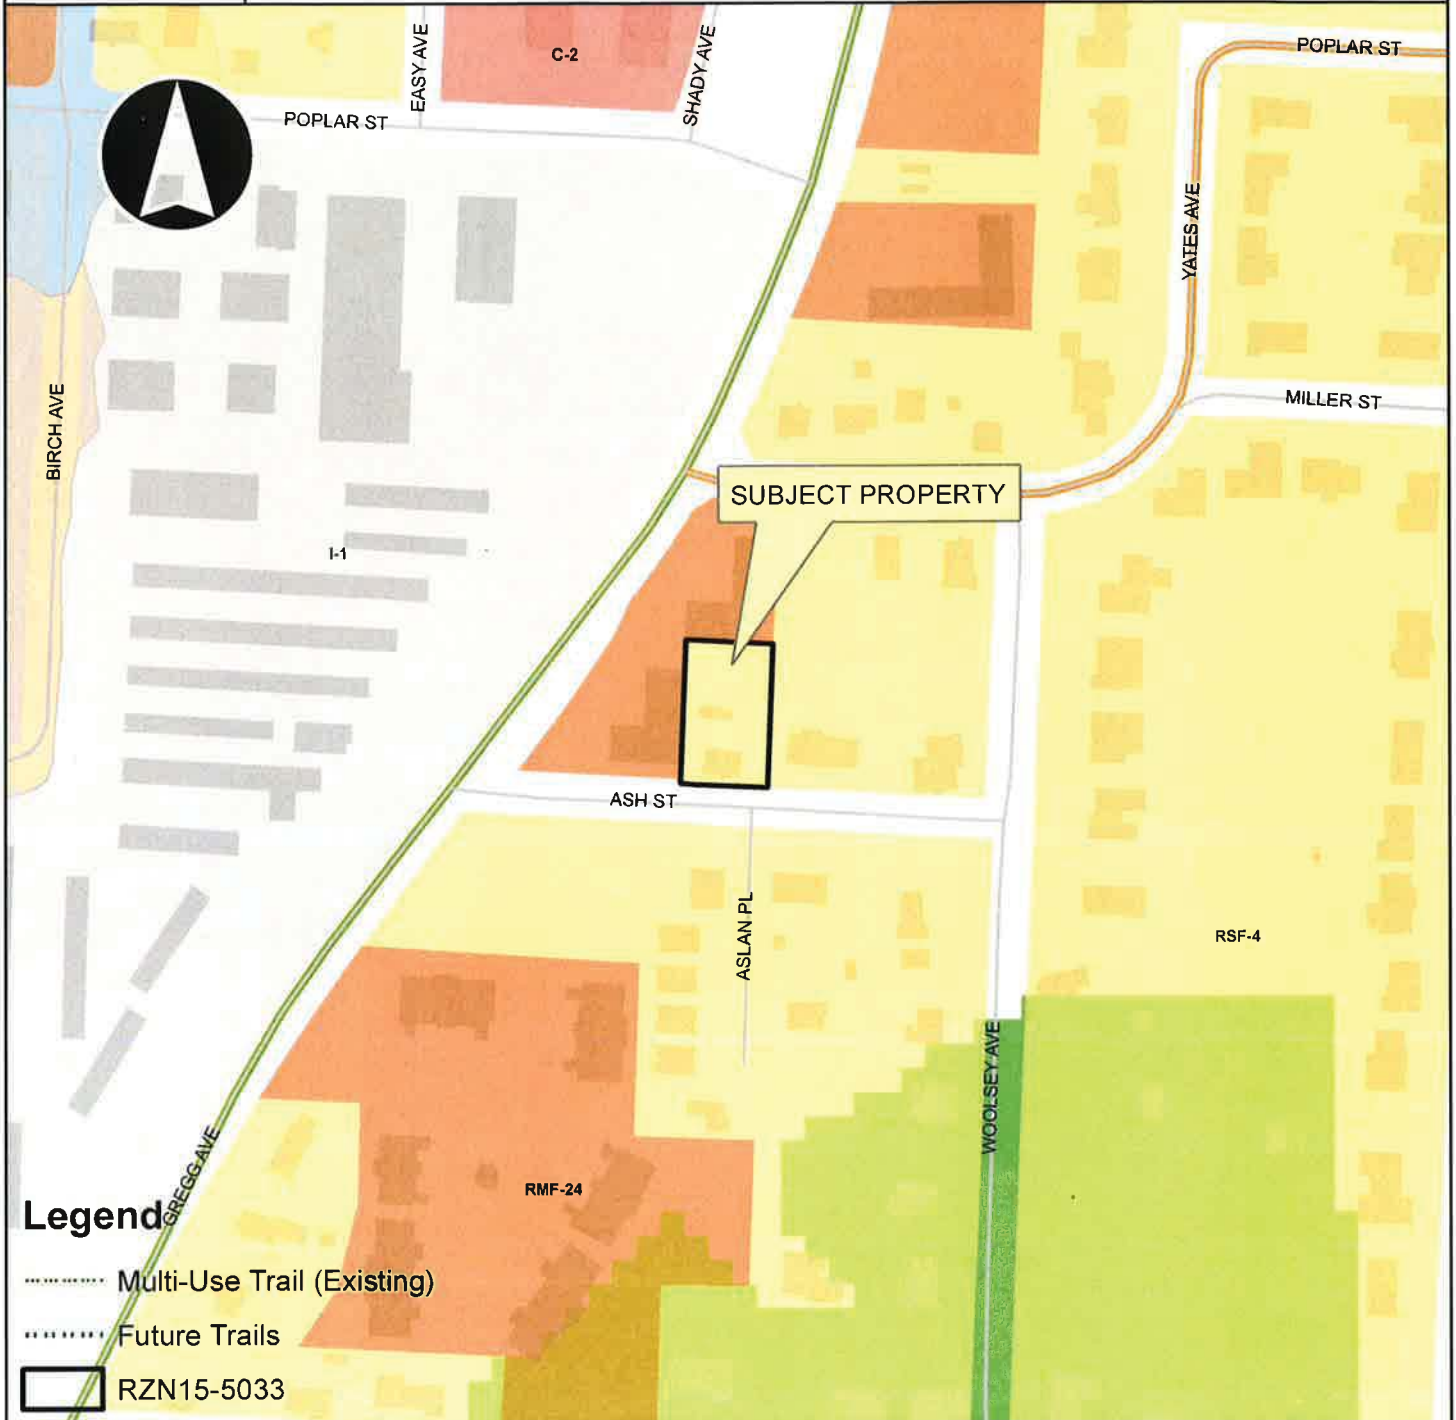 EASY AVE
C-2
SHADY AVE
POPLAR ST
POPLAR ST
YATES AVE
BIRCH AVE
MILLER ST
SUBJECT PROPERTY
I-1
ASH ST
ASLAN PL
RSF-4
WOOLSEY AVE
GREGG AVE
RMF-24
Legend
Multi-Use Trail (Existing)
Future Trails
RZN15-5033